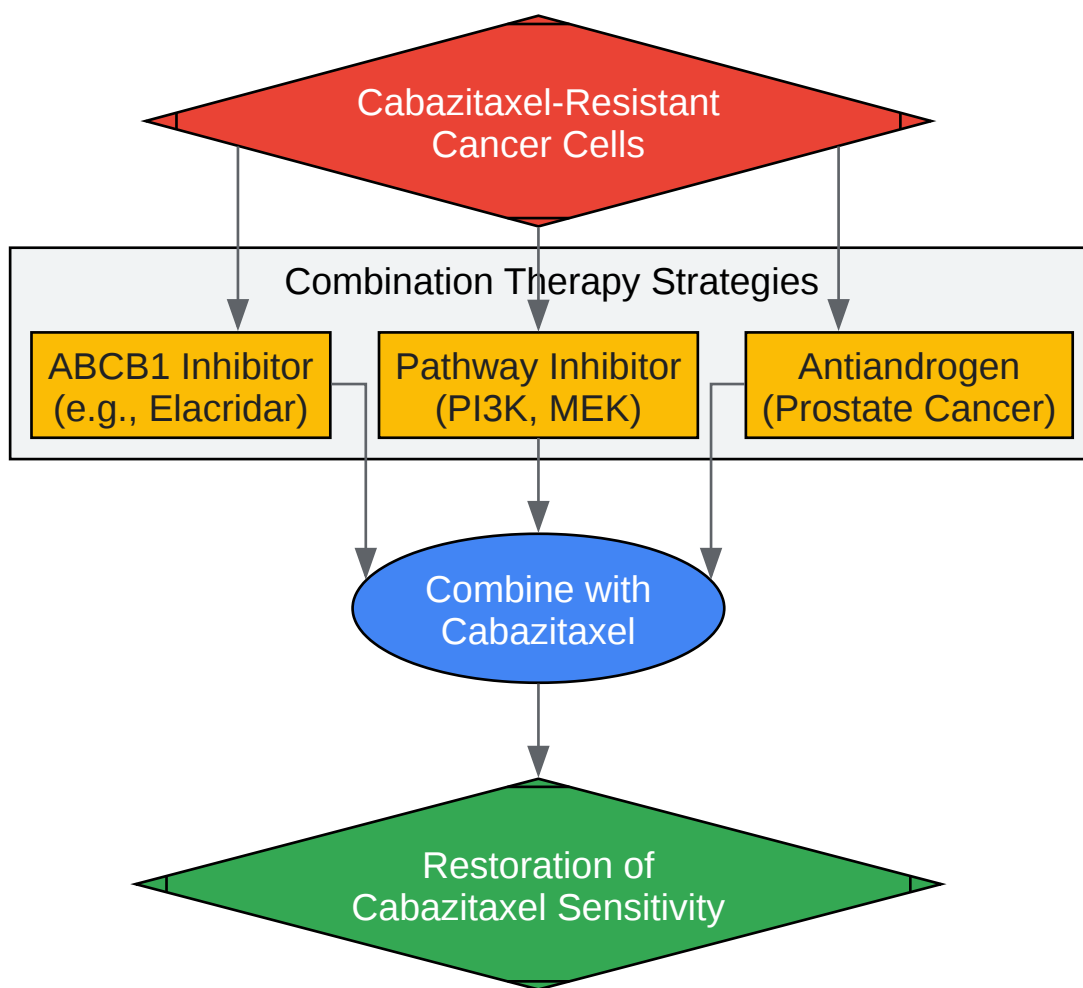 Cabazitaxel-Resistant
Cancer Cells
Combination Therapy Strategies
ABCB1 Inhibitor
(e.g., Elacridar)
Pathway Inhibitor
(PI3K, MEK)
Antiandrogen
(Prostate Cancer)
Combine with
Cabazitaxel
Restoration of
Cabazitaxel Sensitivity